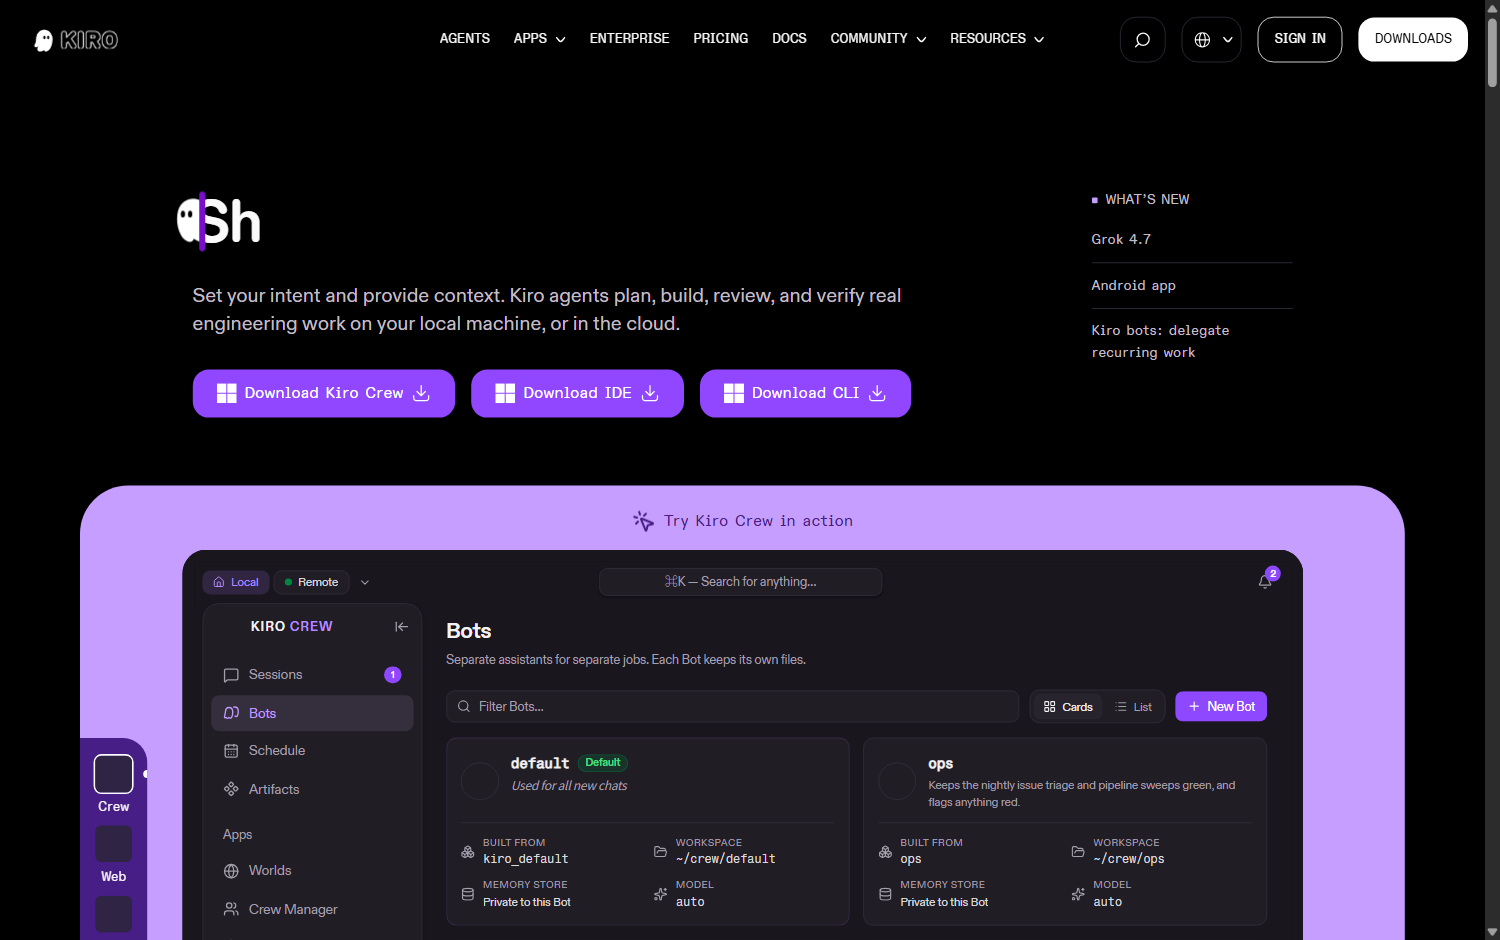 KIRO
AGENTS
APPS
ENTERPRISE
PRICING
DOCS
COMMUNITY
RESOURCES
SIGN IN
DOWNLOADS
Sh
Set your intent and provide context. Kiro agents plan, build, review, and verify real
engineering work on your local machine, or in the cloud.
Download Kiro Crew
Download IDE
Download CLI
WHAT'S NEW
Grok 4.7
Android app
Kiro bots: delegate
recurring work
Try Kiro Crew in action
Local
Remote
⌘K — Search for anything...
2
KIRO CREW
Sessions
1
Bots
Schedule
Artifacts
Apps
Worlds
Crew Manager
Crew
Web
Bots
Separate assistants for separate jobs. Each Bot keeps its own files.
Filter Bots...
Cards
List
New Bot
default
Default
Used for all new chats
BUILT FROM
kiro_default
WORKSPACE
~/crew/default
MEMORY STORE
Private to this Bot
MODEL
auto
ops
Keeps the nightly issue triage and pipeline sweeps green, and
flags anything red.
BUILT FROM
ops
WORKSPACE
~/crew/ops
MEMORY STORE
Private to this Bot
MODEL
auto